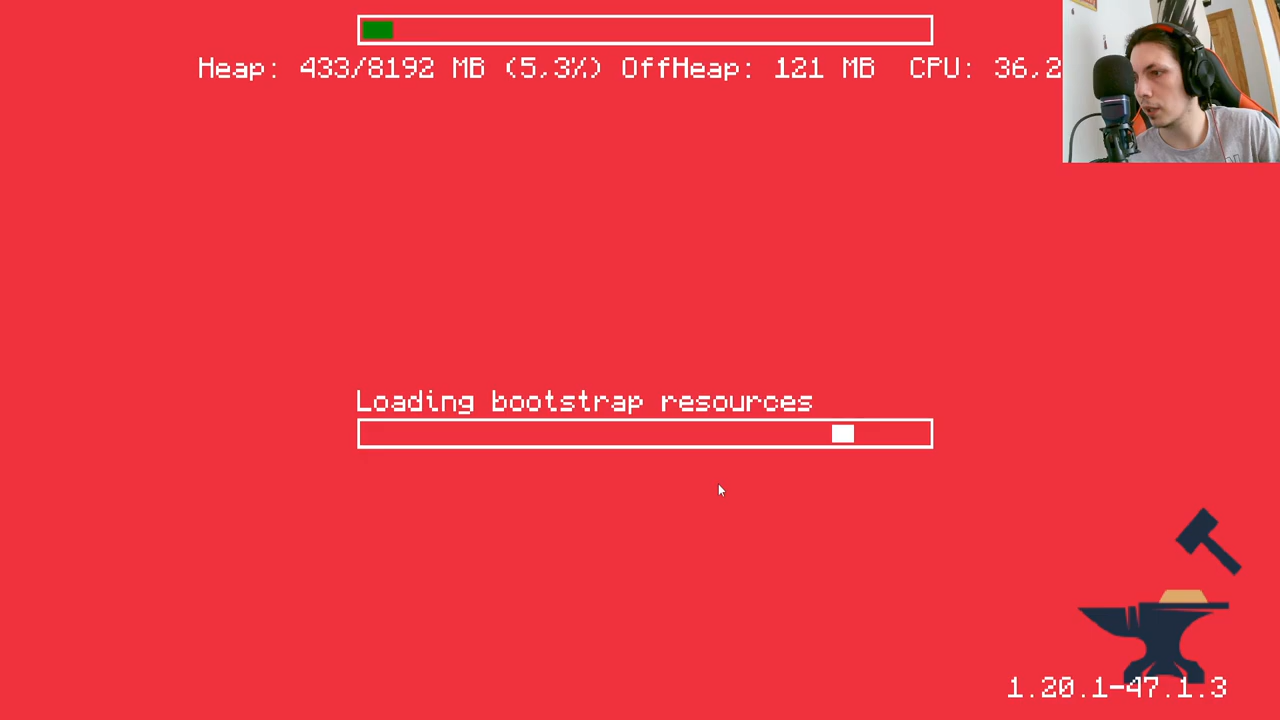 Heap: 433/8192 MB (5,3%) OffHeap: 121 MB CPU: 36,2
Loading bootstrap resources
1.20.1-47.1.3